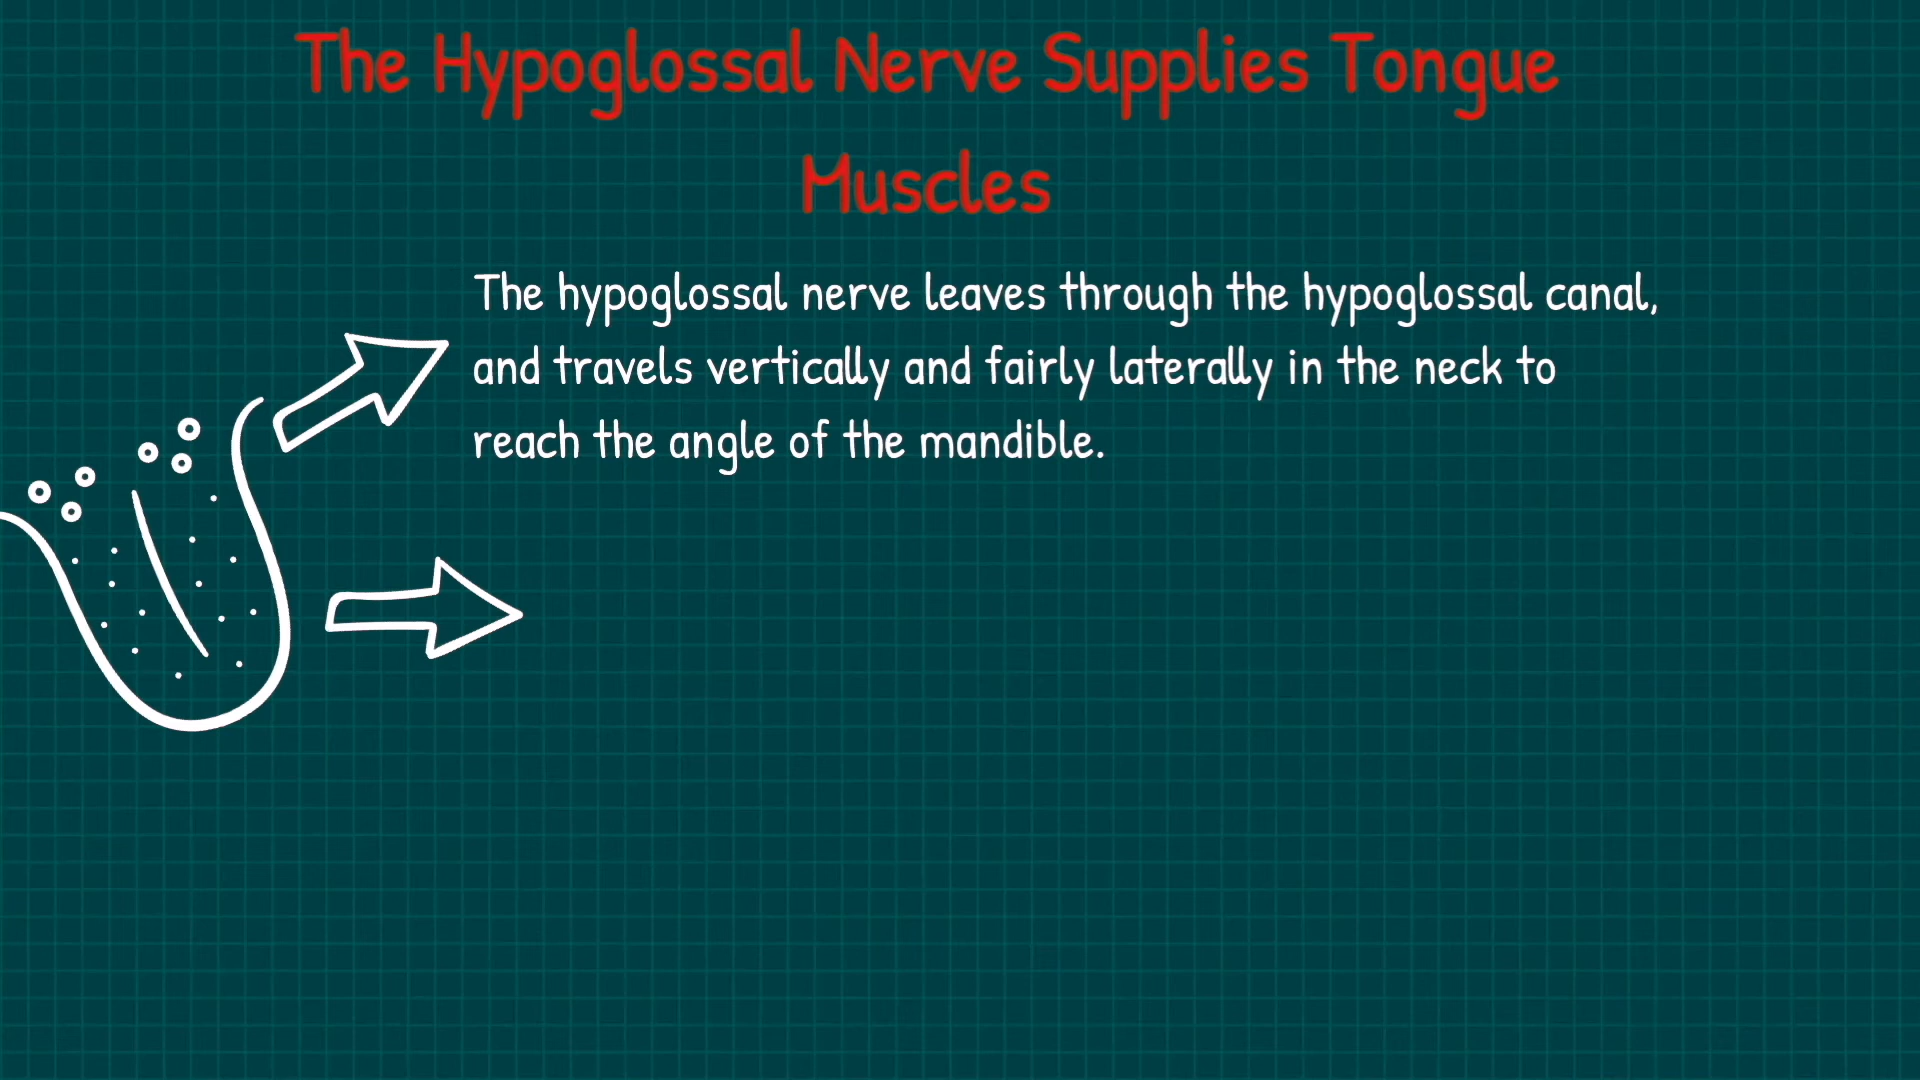 The Hypoglossal Nerve Supplies Tongue
Muscles
The hypoglossal nerve leaves through the hypoglossal canal,
and travels vertically and fairly laterally in the neck to
reach the angle of the mandible.